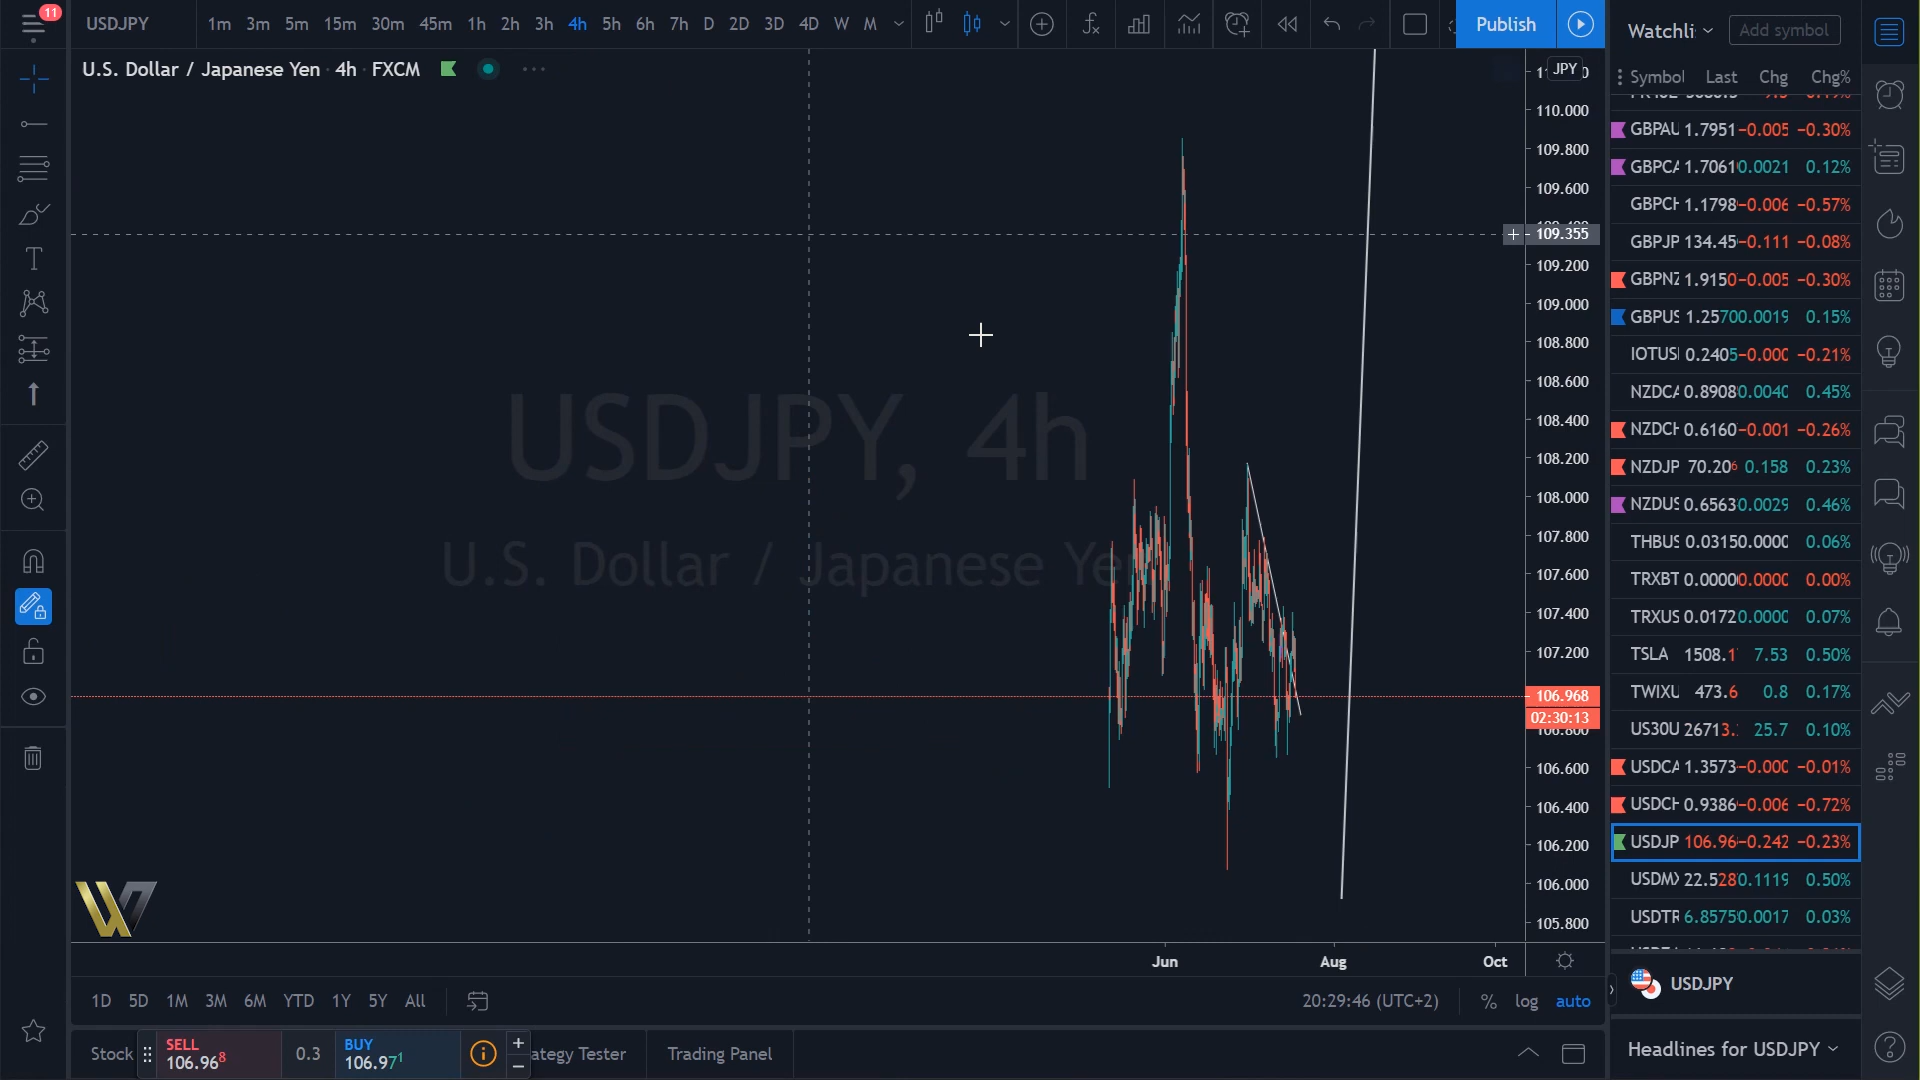 11
USDJPY 1m 3m 5m 15m 30m 45m 1h 2h 3h 4h 5h 6h 7h D 2D 3D 4D W M
Publish
U.S. Dollar / Japanese Yen 4h FXCM
JPY
110.000
109.800
109.600
109.355
109.200
109.000
108.800
108.600
108.400
108.200
108.000
107.800
107.600
107.400
107.200
106.968
02:30:13
106.800
106.600
106.400
106.200
106.000
105.800
USDJPY, 4h
U.S. Dollar / Japanese Ye
Jun Aug Oct
1D 5D 1M 3M 6M YTD 1Y 5Y All
20:29:46 (UTC+2) % log auto
Stock
SELL
106.968
0.3
BUY
106.971
+
−
ategy Tester
Trading Panel
Watchli
Add symbol
Symbol Last Chg Chg%
GBPAU 1.7951 −0.005 −0.30%
GBPCA 1.7061 0.0021 0.12%
GBPCH 1.1798 −0.006 −0.57%
GBPJP 134.45 −0.111 −0.08%
GBPNZ 1.9150 −0.005 −0.30%
GBPUS 1.2570 0.0019 0.15%
IOTUS 0.2405 −0.000 −0.21%
NZDCA 0.8908 0.0040 0.45%
NZDCH 0.6160 −0.001 −0.26%
NZDJP 70.206 0.158 0.23%
NZDUS 0.6563 0.0029 0.46%
THBUS 0.0315 0.0000 0.06%
TRXBT 0.0000 0.0000 0.00%
TRXUS 0.0172 0.0000 0.07%
TSLA 1508.1 7.53 0.50%
TWIXU 473.6 0.8 0.17%
US30U 26713. 25.7 0.10%
USDCA 1.3573 −0.000 −0.01%
USDCH 0.9386 −0.006 −0.72%
USDJP 106.96 −0.242 −0.23%
USDMX 22.528 0.1119 0.50%
USDTR 6.8575 0.0017 0.03%
USDJPY
Headlines for USDJPY